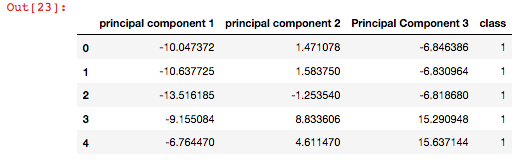 Out[23]:
principal component 1 principal component 2 Principal Component 3 class
0 -10.047372 1.471078 -6.846386 1
1 -10.637725 1.583750 -6.830964 1
2 -13.516185 -1.253540 -6.818680 1
3 -9.155084 8.833606 15.290948 1
4 -6.764470 4.611470 15.637144 1